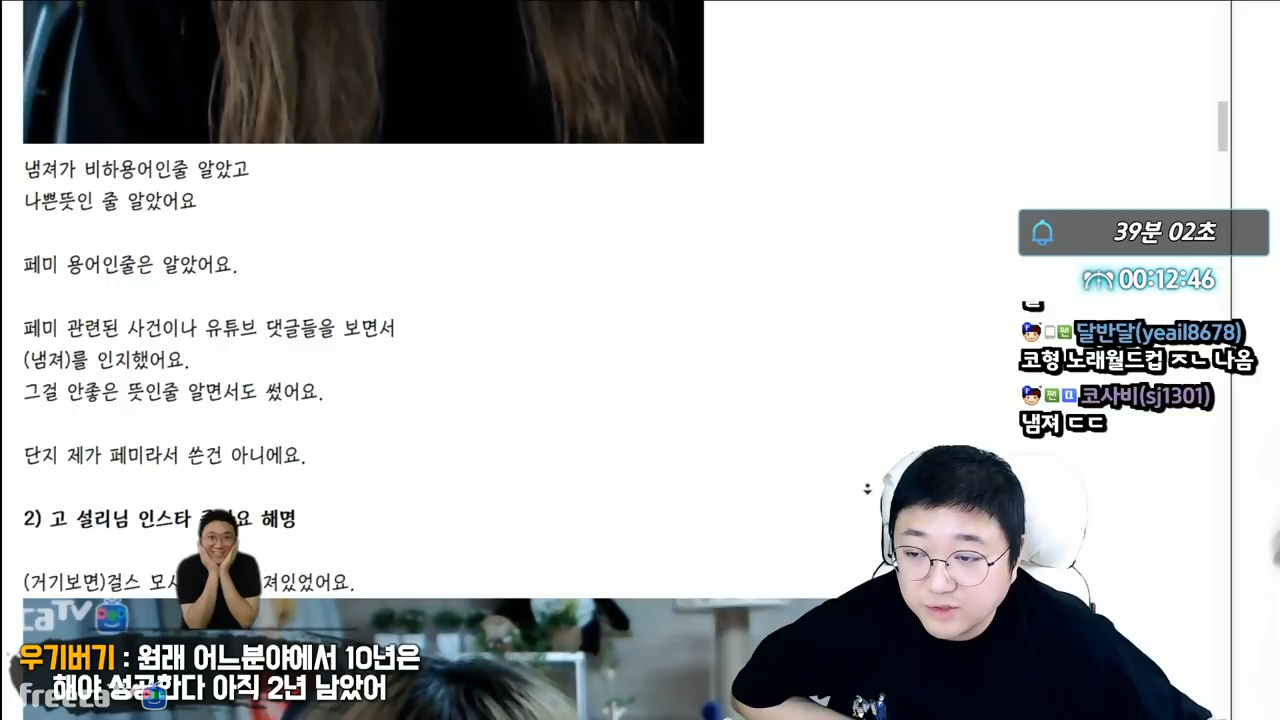 냄져가 비하용어인줄 알았고
나쁜뜻인 줄 알았어요
페미 용어인줄은 알았어요.
페미 관련된 사건이나 유튜브 댓글들을 보면서
(냄져)를 인지했어요.
그걸 안좋은 뜻인줄 알면서도 썼어요.
단지 제가 페미라서 쓴건 아니에요.
2) 고 설리님 인스타 해명
(거기보면)걸스 져있었어요.
39분 02초
00:12:46
달반달(yeail8678)
코형 노래월드컵 ㅈㄴ 나옴
코사비(sj1301)
냄져 ㄷㄷ
caTV
우기버기 : 원래 어느분야에서 10년은
해야 성공한다 아직 2년 남았어
freeca